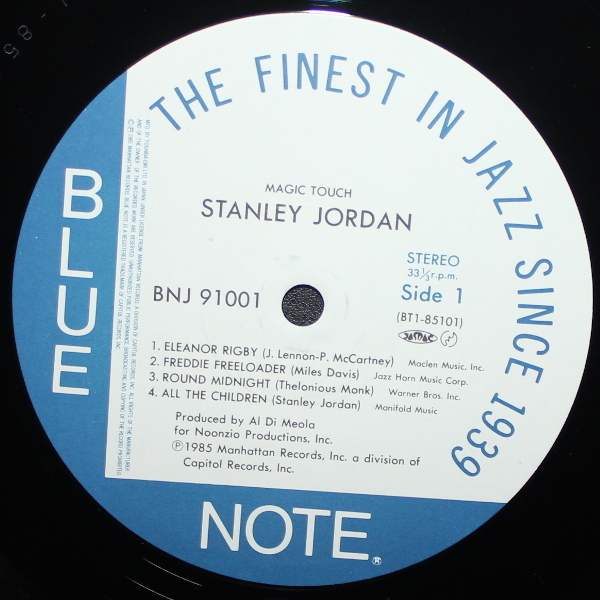 THE FINEST IN JAZZ SINCE 1939
BLUE
MAGIC TOUCH
STANLEY JORDAN
STEREO
33⅓r.p.m.
BNJ 91001
Side 1
(BT1-85101)
JASRAC
1. ELEANOR RIGBY (J. Lennon-P. McCartney) Maclen Music, Inc.
2. FREDDIE FREELOADER (Miles Davis) Jazz Horn Music Corp.
3. ROUND MIDNIGHT (Thelonious Monk) Warner Bros. Inc.
4. ALL THE CHILDREN (Stanley Jordan) Manifold Music
Produced by Al Di Meola
for Noonzio Productions, Inc.
℗1985 Manhattan Records, Inc. a division of
Capitol Records, Inc.
NOTE®